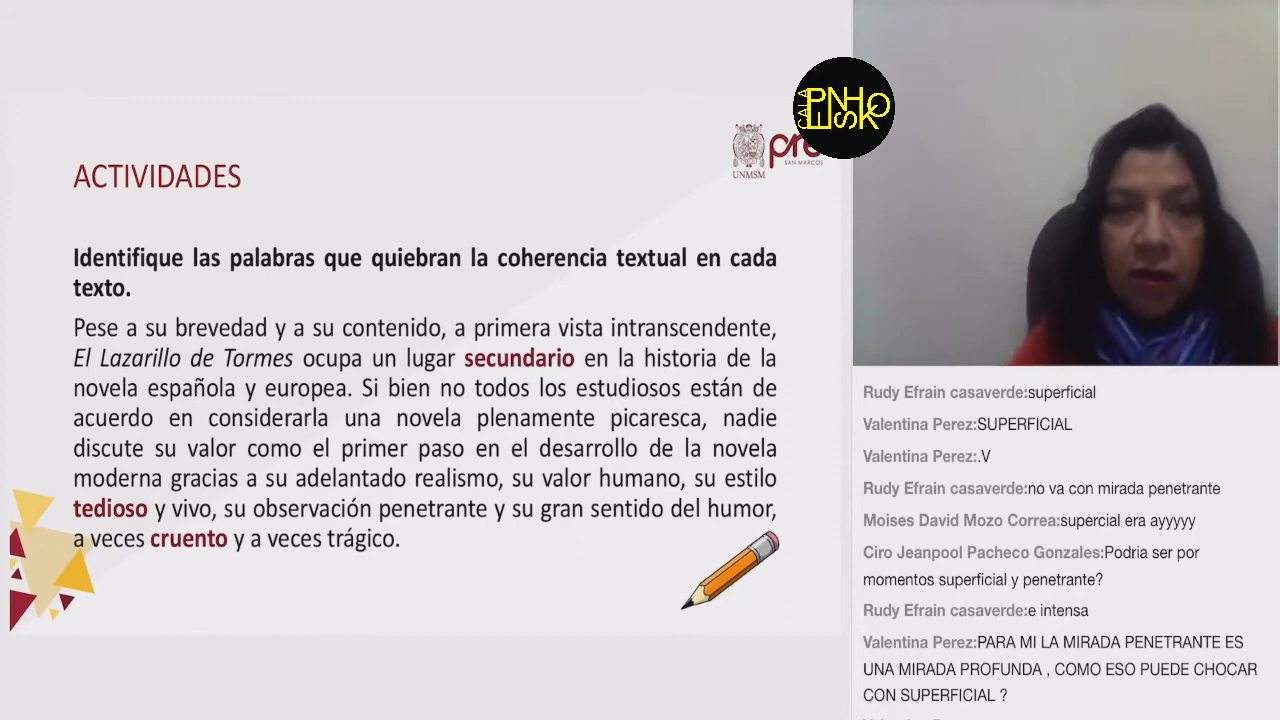 CALA
PNHO
ESK
pre
SAN MARCOS
UNMSM
ACTIVIDADES
Identifique las palabras que quiebran la coherencia textual en cada
texto.
Pese a su brevedad y a su contenido, a primera vista intranscendente,
El Lazarillo de Tormes ocupa un lugar secundario en la historia de la
novela española y europea. Si bien no todos los estudiosos están de
acuerdo en considerarla una novela plenamente picaresca, nadie
discute su valor como el primer paso en el desarrollo de la novela
moderna gracias a su adelantado realismo, su valor humano, su estilo
tedioso y vivo, su observación penetrante y su gran sentido del humor,
a veces cruento y a veces trágico.
Rudy Efrain casaverde:superficial
Valentina Perez:SUPERFICIAL
Valentina Perez:.V
Rudy Efrain casaverde:no va con mirada penetrante
Moises David Mozo Correa:supercial era ayyyyy
Ciro Jeanpool Pacheco Gonzales:Podria ser por
momentos superficial y penetrante?
Rudy Efrain casaverde:e intensa
Valentina Perez:PARA MI LA MIRADA PENETRANTE ES
UNA MIRADA PROFUNDA , COMO ESO PUEDE CHOCAR
CON SUPERFICIAL ?